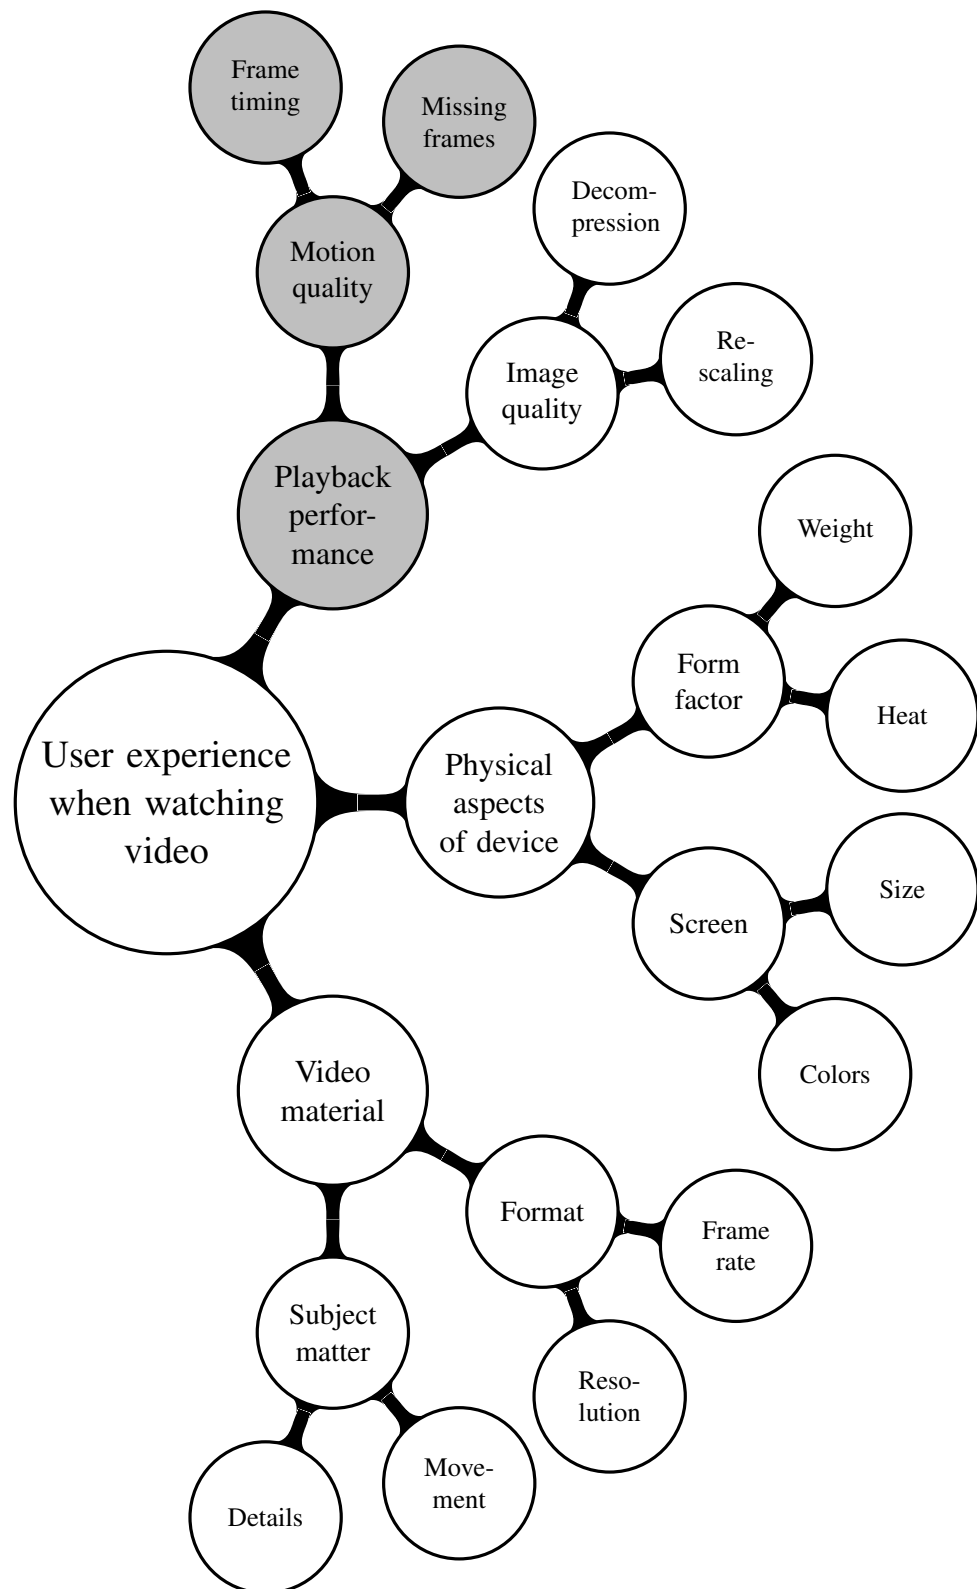 Frame
timing
Missing
frames
Decom-
pression
Motion
quality
Re-
scaling
Image
quality
Playback
perfor-
mance
Weight
Form
factor
Heat
User experience
when watching
video
Physical
aspects
of device
Size
Screen
Colors
Video
material
Format
Frame
rate
Subject
matter
Reso-
lution
Move-
ment
Details